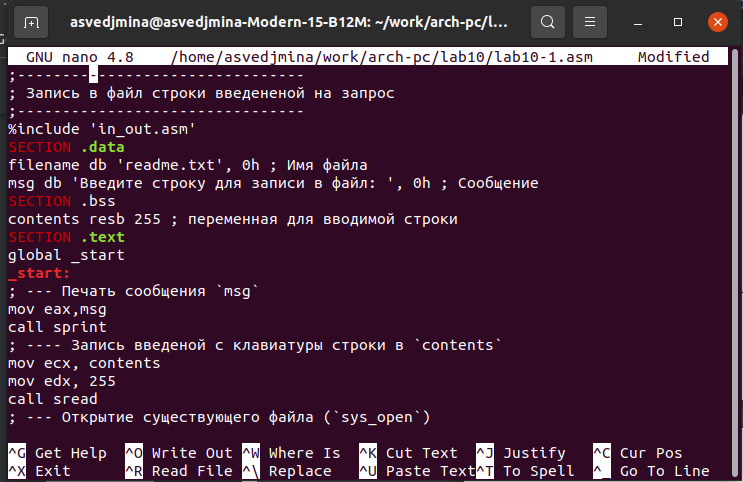 asvedjmina@asvedjmina-Modern-15-B12M: ~/work/arch-pc/l...
GNU nano 4.8 /home/asvedjmina/work/arch-pc/lab10/lab10-1.asm Modified
;--------------------------------
; Запись в файл строки введененой на запрос
;--------------------------------
%include 'in_out.asm'
SECTION .data
filename db 'readme.txt', 0h ; Имя файла
msg db 'Введите строку для записи в файл: ', 0h ; Сообщение
SECTION .bss
contents resb 255 ; переменная для вводимой строки
SECTION .text
global _start
_start:
; --- Печать сообщения `msg`
mov eax,msg
call sprint
; ---- Запись введеной с клавиатуры строки в `contents`
mov ecx, contents
mov edx, 255
call sread
; --- Открытие существующего файла (`sys_open`)
^G Get Help ^O Write Out ^W Where Is ^K Cut Text ^J Justify ^C Cur Pos
^X Exit ^R Read File ^\ Replace ^U Paste Text ^T To Spell ^_ Go To Line